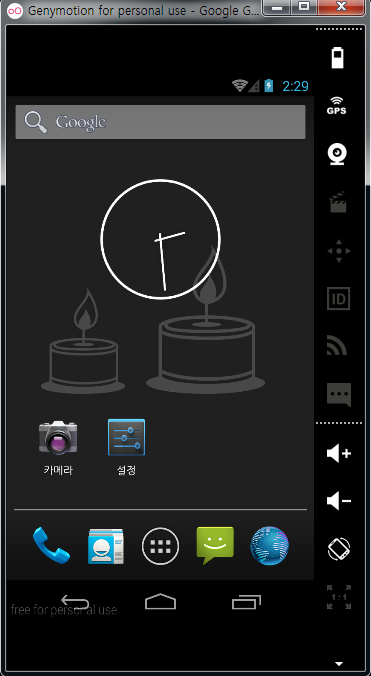 Genymotion for personal use - Google G...
2:29
GPS
Google
ID
카메라
설정
1:1
free for personal use